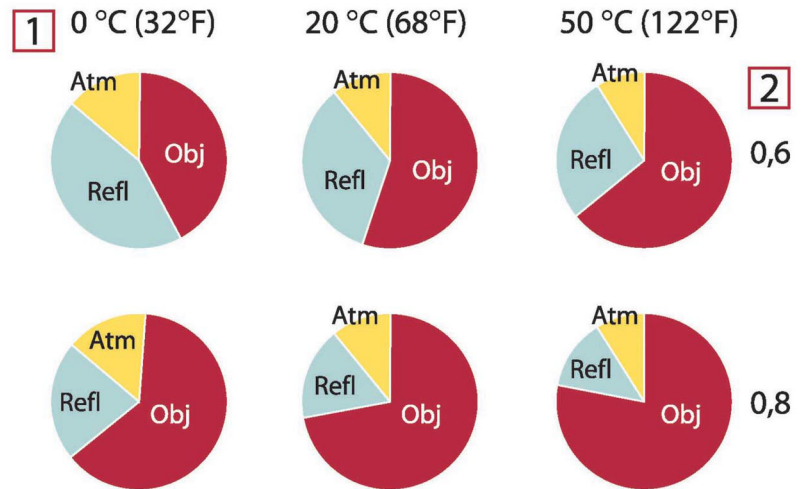 1 0 °C (32°F) 20 °C (68°F) 50 °C (122°F)
2
Atm Obj Refl
Atm Refl Obj
Atm Refl Obj
0,6
Atm Refl Obj
Atm Refl Obj
Atm Refl Obj
0,8